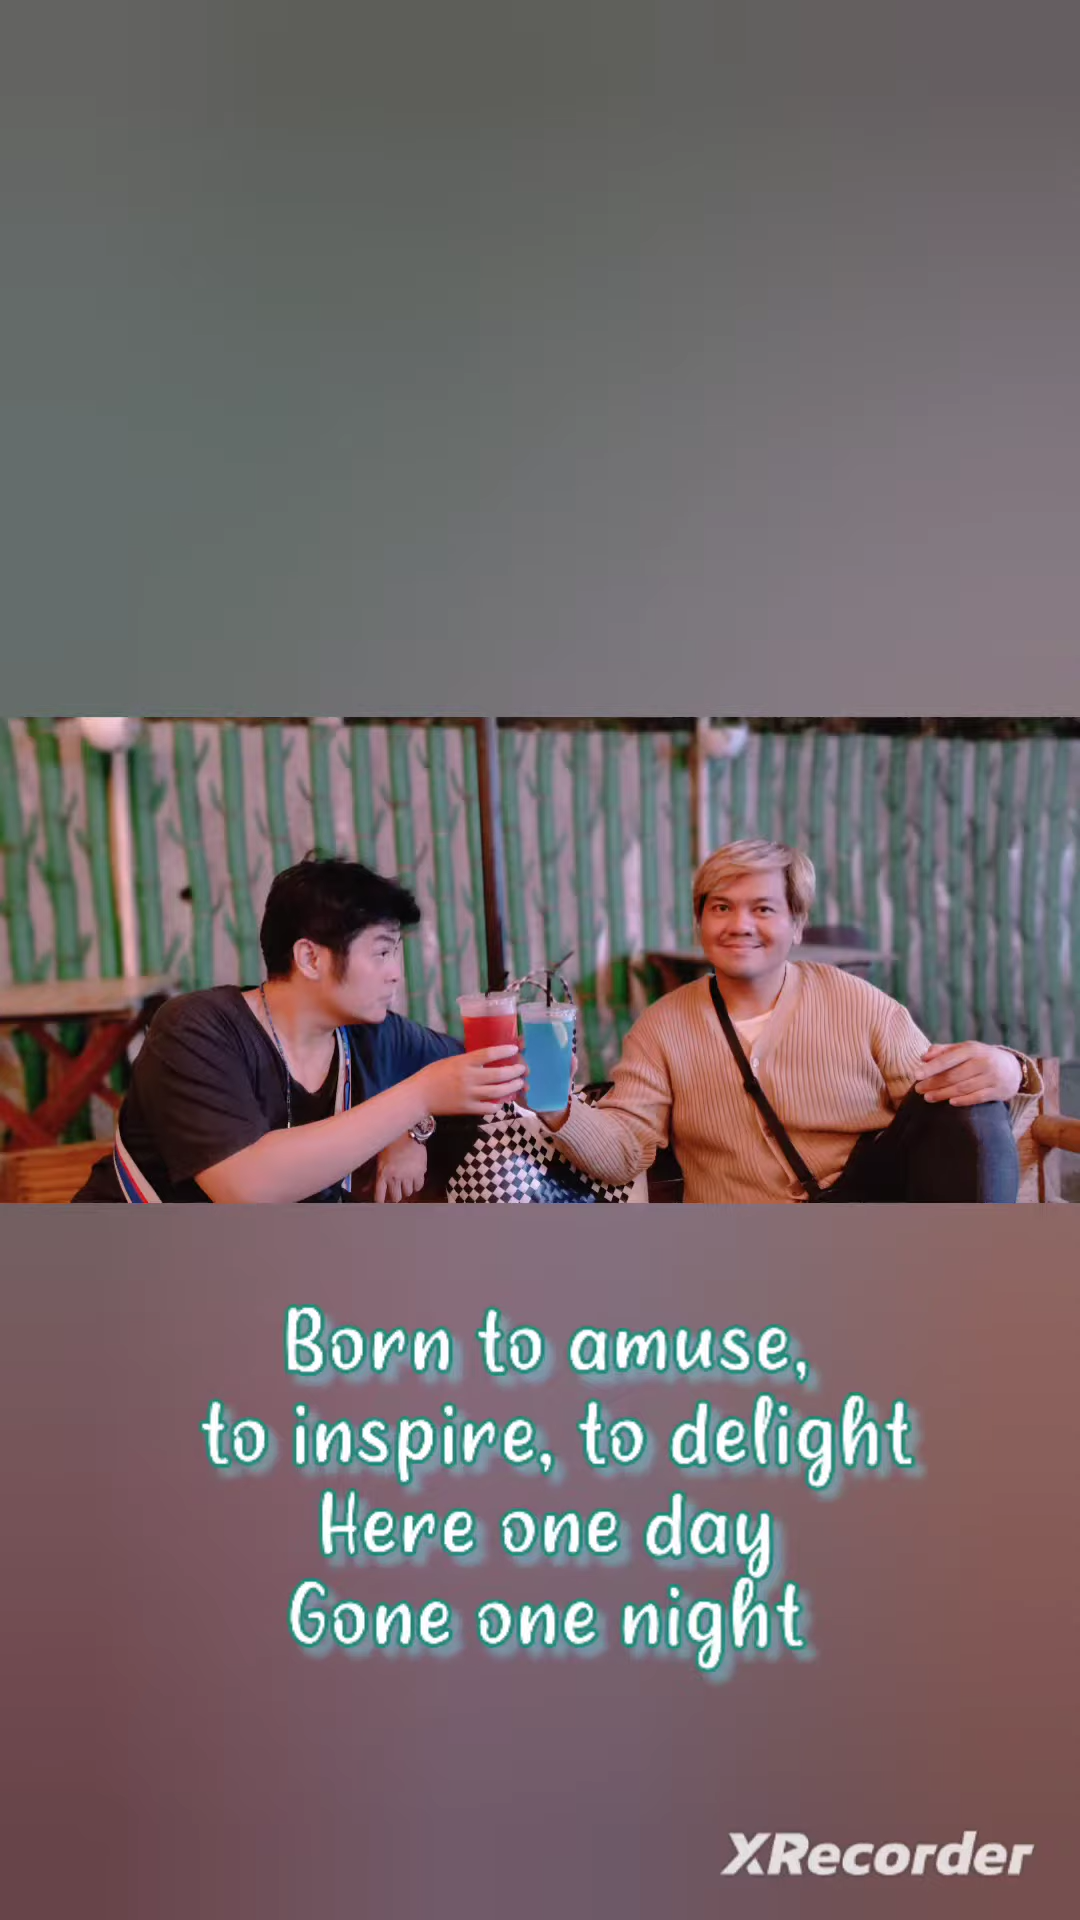 Born to amuse,
to inspire, to delight
Here one day
Gone one night
XRecorder